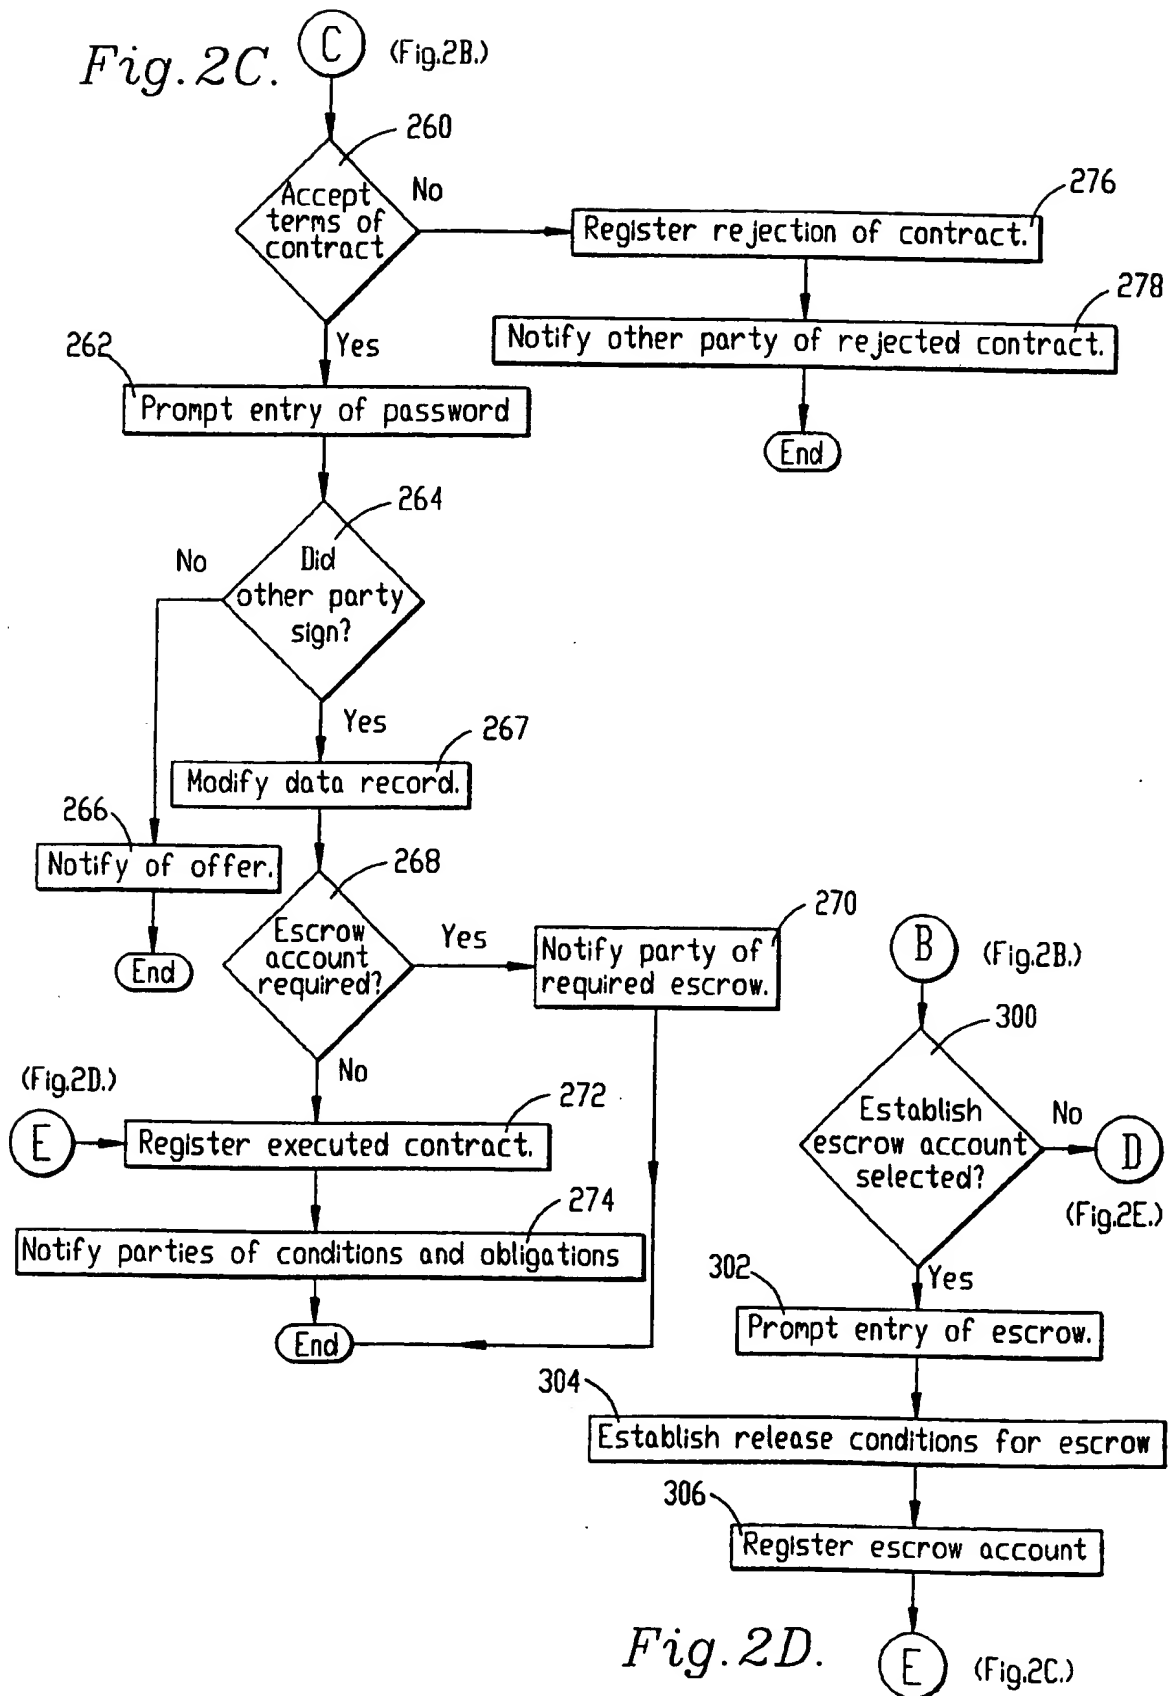 Fig. 2C.
C
(Fig.2B.)
260
Accept
terms of
contract
No
276
Register rejection of contract.
278
Notify other party of rejected contract.
End
Yes
262
Prompt entry of password
264
Did
other party
sign?
No
Yes
267
Modify data record.
266
Notify of offer.
End
268
Escrow
account
required?
Yes
270
Notify party of
required escrow.
No
(Fig.2D.)
E
272
Register executed contract.
274
Notify parties of conditions and obligations
End
B
(Fig.2B.)
300
Establish
escrow account
selected?
No
D
(Fig.2E.)
Yes
302
Prompt entry of escrow.
304
Establish release conditions for escrow
306
Register escrow account
Fig. 2D.
E
(Fig.2C.)